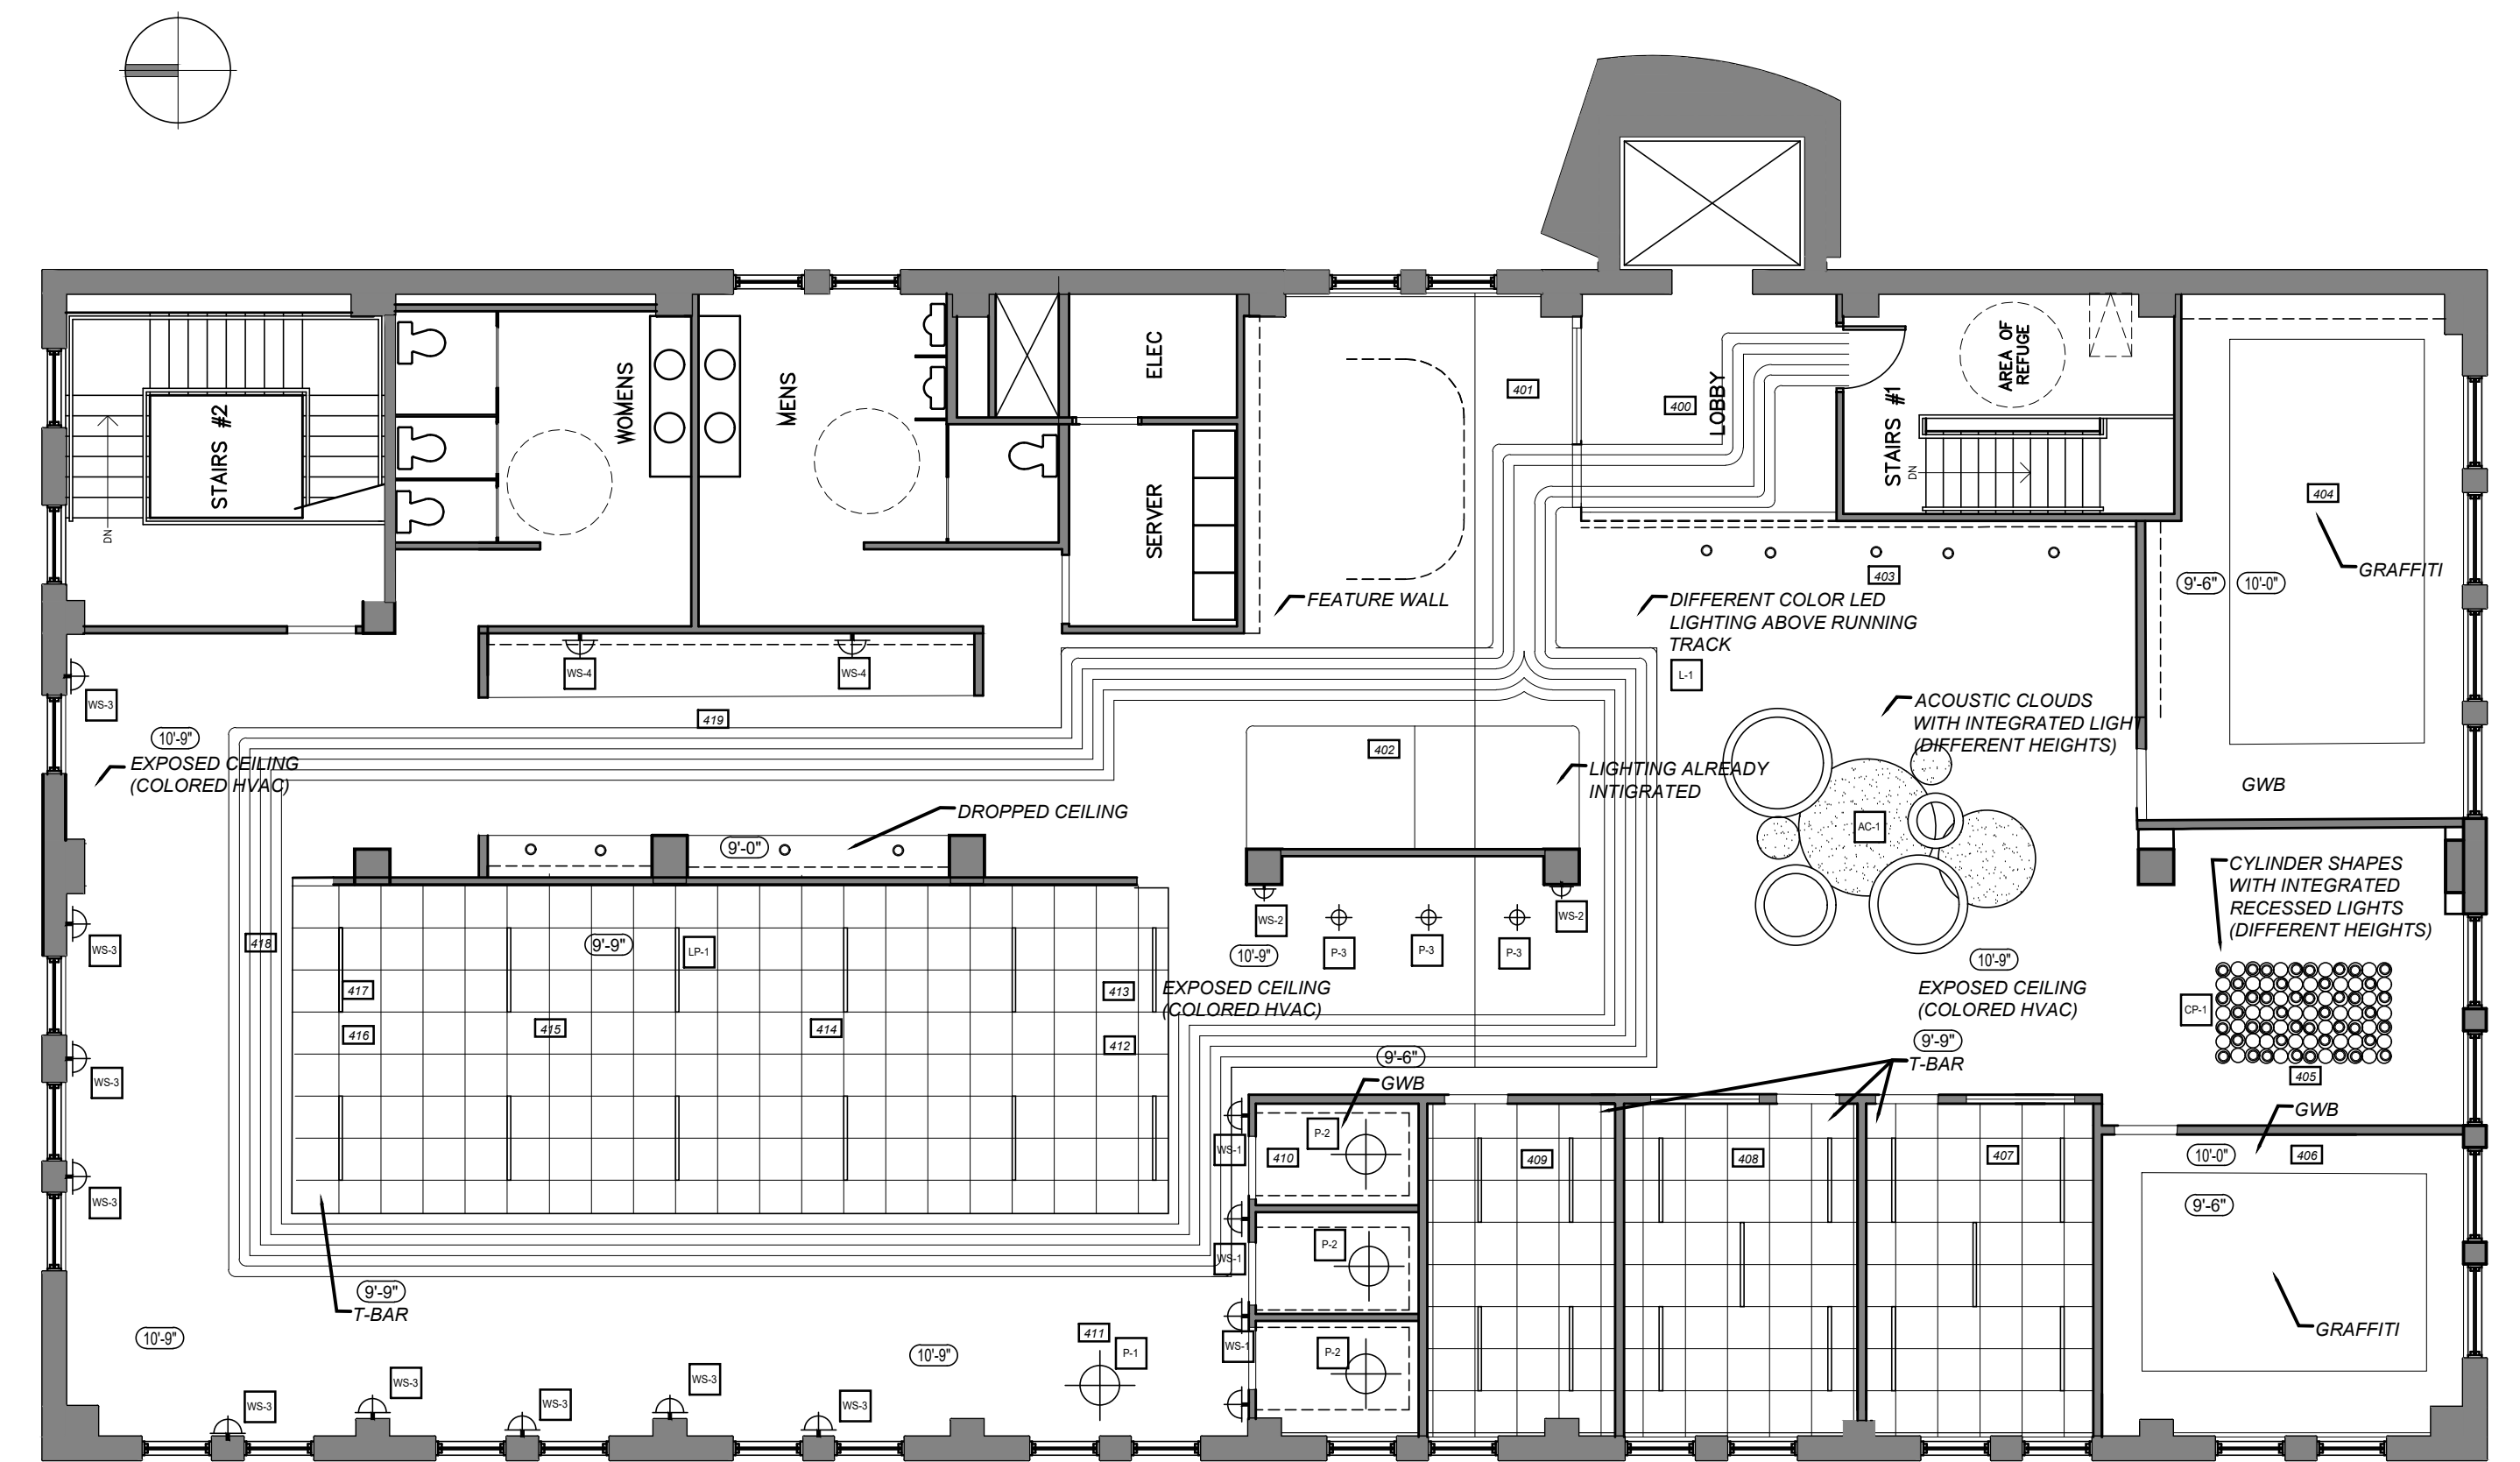 ELEC
AREA OF
REFUGE
WOMENS
MENS
401
400
LOBBY
STAIRS #1
DN
STAIRS #2
DN
SERVER
404
GRAFFITI
403
9'-6"
10'-0"
FEATURE WALL
DIFFERENT COLOR LED
LIGHTING ABOVE RUNNING
TRACK
L-1
WS-4
WS-4
WS-3
419
10'-9"
EXPOSED CEILING
(COLORED HVAC)
402
ACOUSTIC CLOUDS
WITH INTEGRATED LIGHT
(DIFFERENT HEIGHTS)
LIGHTING ALREADY
INTIGRATED
GWB
DROPPED CEILING
9'-0"
AC-1
CYLINDER SHAPES
WITH INTEGRATED
RECESSED LIGHTS
(DIFFERENT HEIGHTS)
WS-2
WS-2
WS-3
418
9'-9"
LP-1
P-3
P-3
P-3
10'-9"
EXPOSED CEILING
(COLORED HVAC)
10'-9"
EXPOSED CEILING
(COLORED HVAC)
417
413
416
415
414
412
CP-1
405
WS-3
9'-6"
GWB
9'-9"
T-BAR
GWB
WS-3
WS-1
P-2
410
409
408
407
10'-0"
406
9'-6"
WS-1
P-2
9'-9"
T-BAR
10'-9"
10'-9"
411
P-1
WS-1
P-2
GRAFFITI
WS-3
WS-3
WS-3
WS-3
WS-3